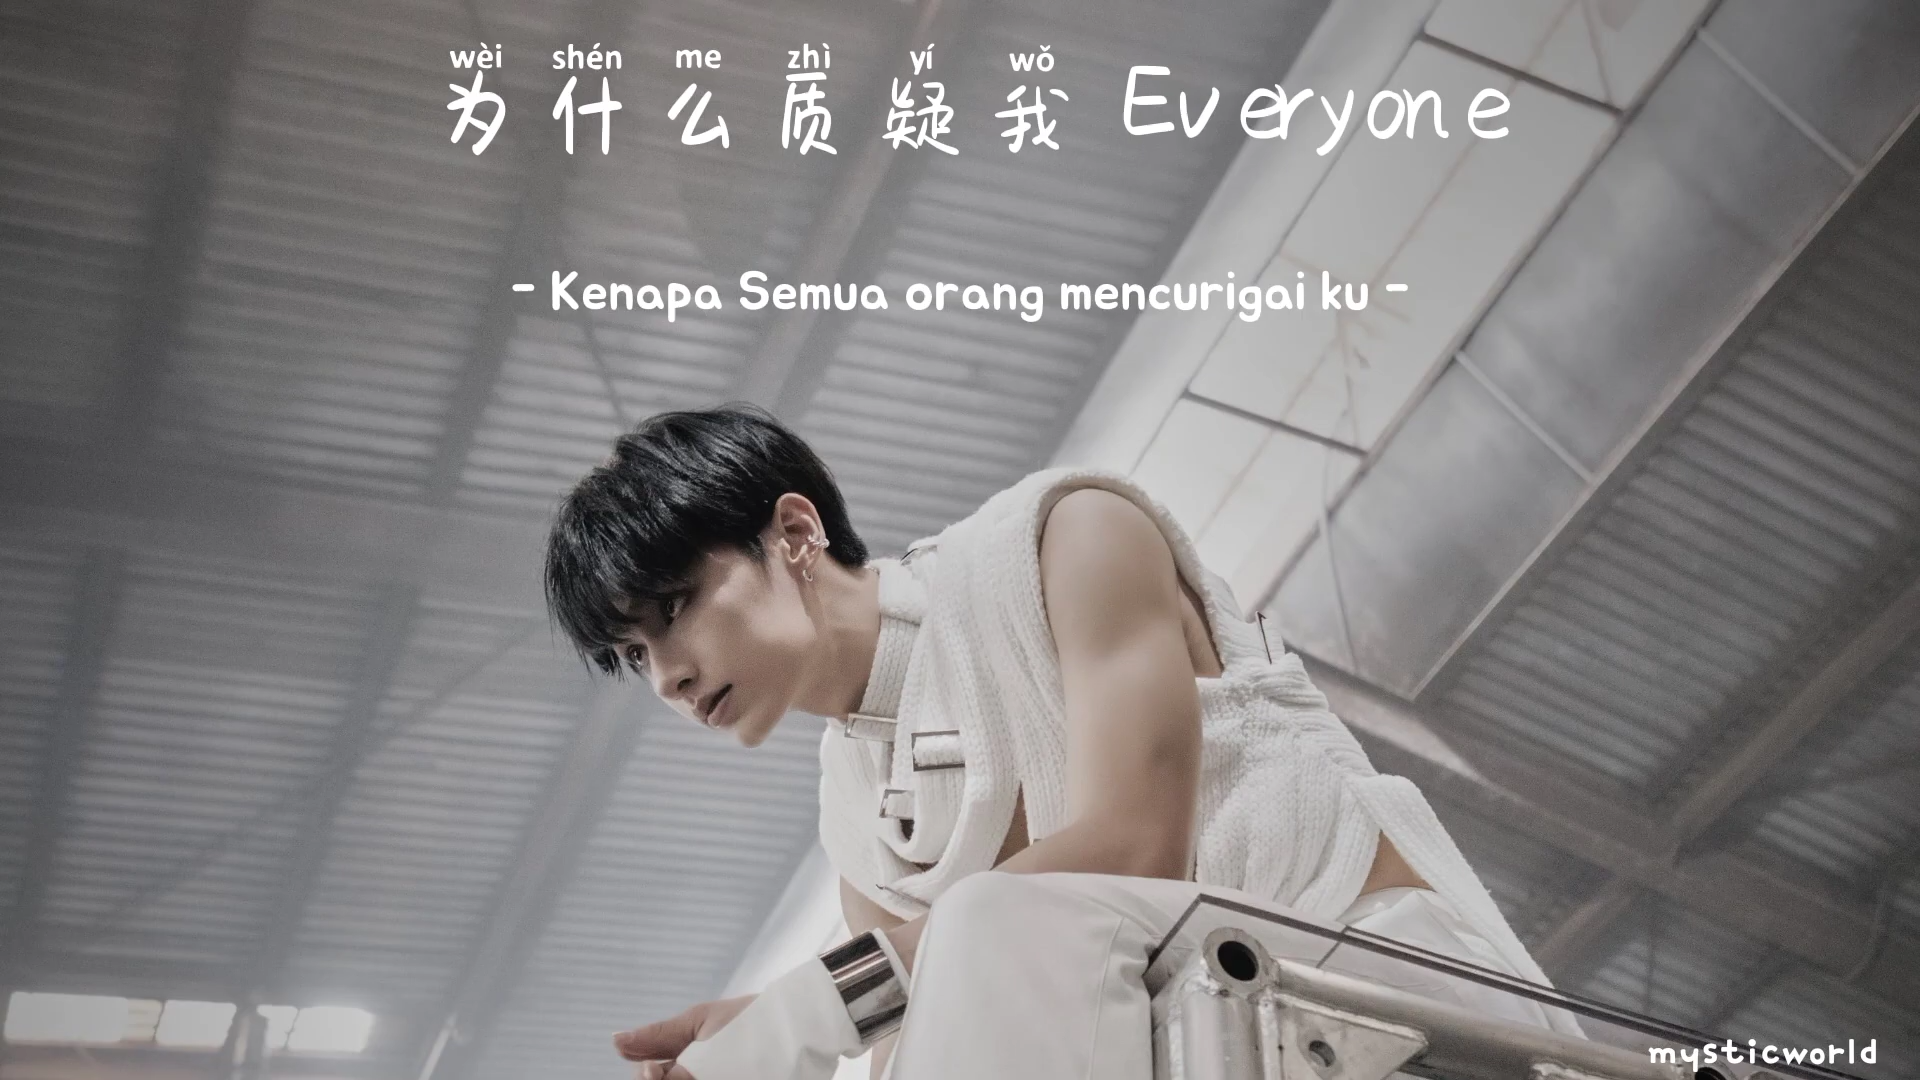 wèi shén me zhì yí wǒ
为什么质疑我 Everyone
- Kenapa Semua orang mencurigai ku -
mysticworld